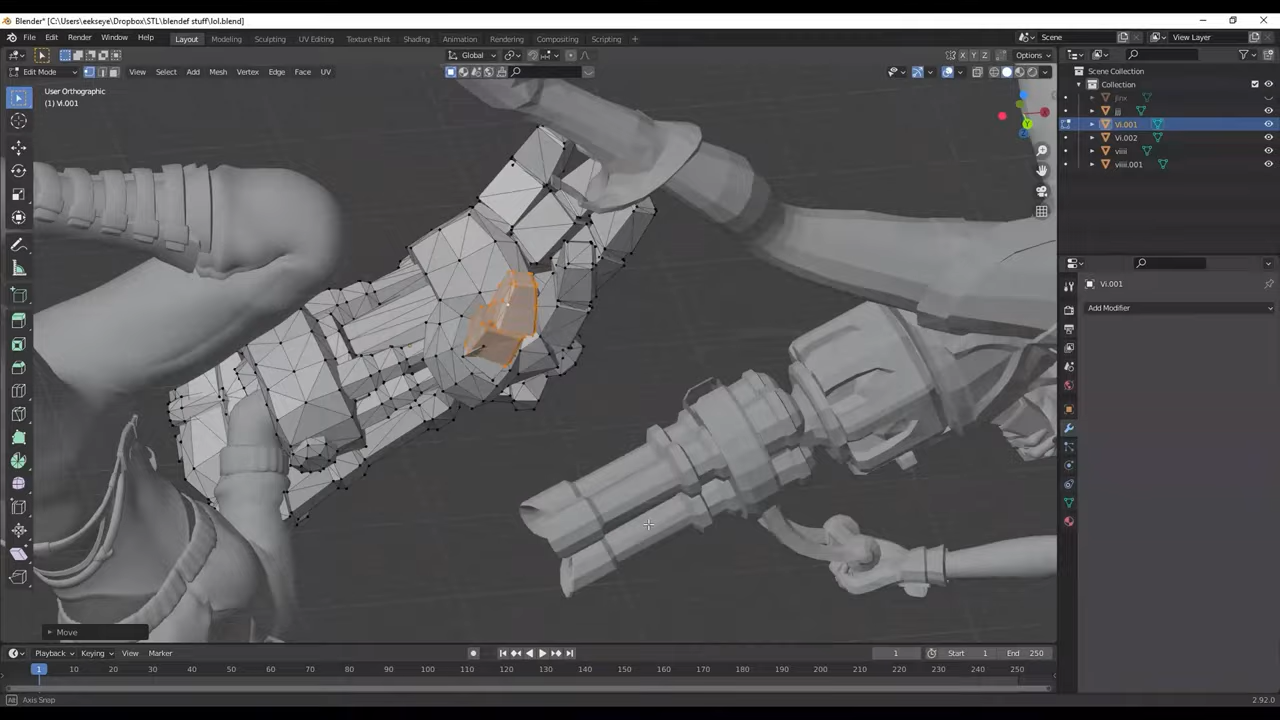 Blender* [C:\Users\eekseye\Dropbox\STL\blendef stuff\lol.blend]
File Edit Render Window Help Layout Modeling Sculpting UV Editing Texture Paint Shading Animation Rendering Compositing Scripting + Scene View Layer
Global Options
Edit Mode View Select Add Mesh Vertex Edge Face UV
Scene Collection
Collection
User Orthographic
(1) Vi.001
jinx
jjj
Vi.001
Vi.002
viiii
viiii.001
X Y Z
Y
Vi.001
Add Modifier
Move
Playback Keying View Marker 1 Start 1 End 250
1 10 20 30 40 50 60 70 80 90 100 110 120 130 140 150 160 170 180 190 200 210 220 230 240 250
Axis Snap 2.92.0